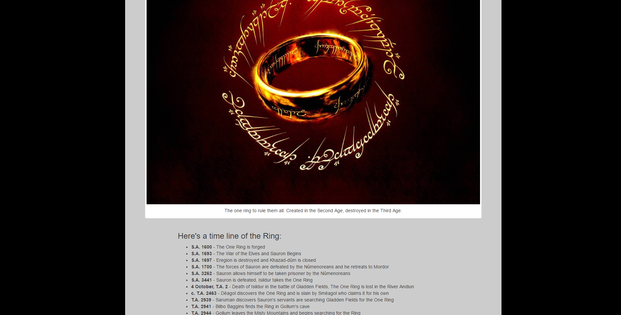 The one ring to rule them all. Created in the Second Age, destroyed in the Third Age.
Here's a time line of the Ring:
S.A. 1600 - The One Ring is forged
S.A. 1693 - The War of the Elves and Sauron Begins
S.A. 1697 - Eregion is destroyed and Khazad-dûm is closed
S.A. 1700 - The forces of Sauron are defeated by the Númenoreans and he retreats to Mordor
S.A. 3262 - Sauron allows himself to be taken prisoner by the Númenoreans
S.A. 3441 - Sauron is defeated, Isildur takes the One Ring
4 October, T.A. 2 - Death of Isildur in the battle of Gladden Fields. The One Ring is lost in the River Anduin
c. T.A. 2463 - Déagol discovers the One Ring and is slain by Sméagol who claims it for his own
T.A. 2939 - Saruman discovers Sauron's servants are searching Gladden Fields for the One Ring
T.A. 2941 - Bilbo Baggins finds the Ring in Gollum's cave
T.A. 2944 - Gollum leaves the Misty Mountains and begins searching for the Ring